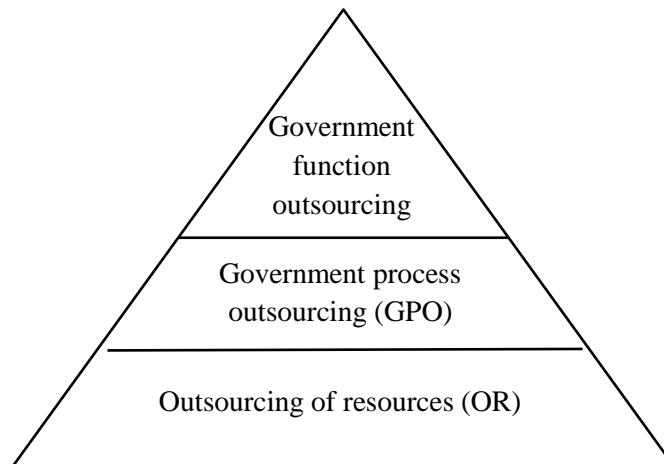 Government
function
outsourcing
Government process
outsourcing (GPO)
Outsourcing of resources (OR)